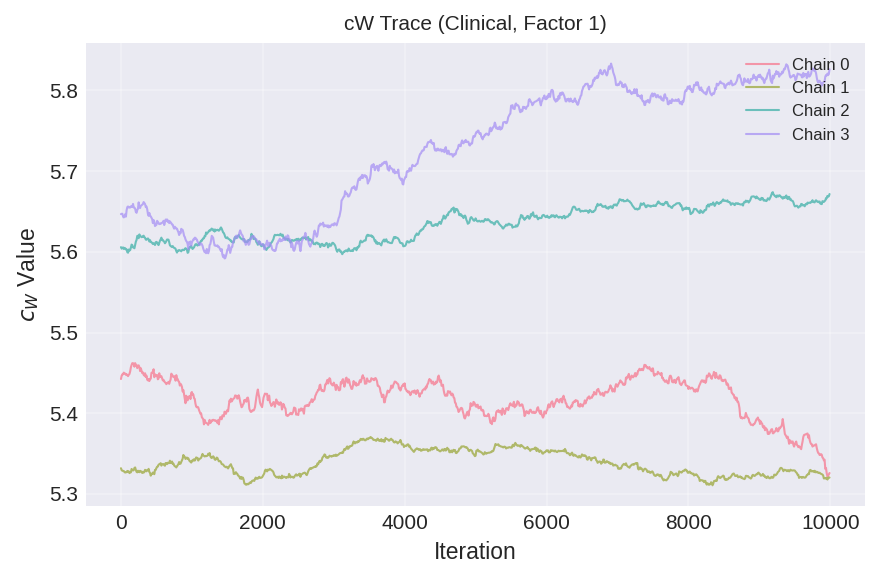 cW Trace (Clinical, Factor 1)
Chain 0
Chain 1
Chain 2
Chain 3
5.8
5.7
5.6
5.5
5.4
5.3
c_W Value
0 2000 4000 6000 8000 10000
Iteration